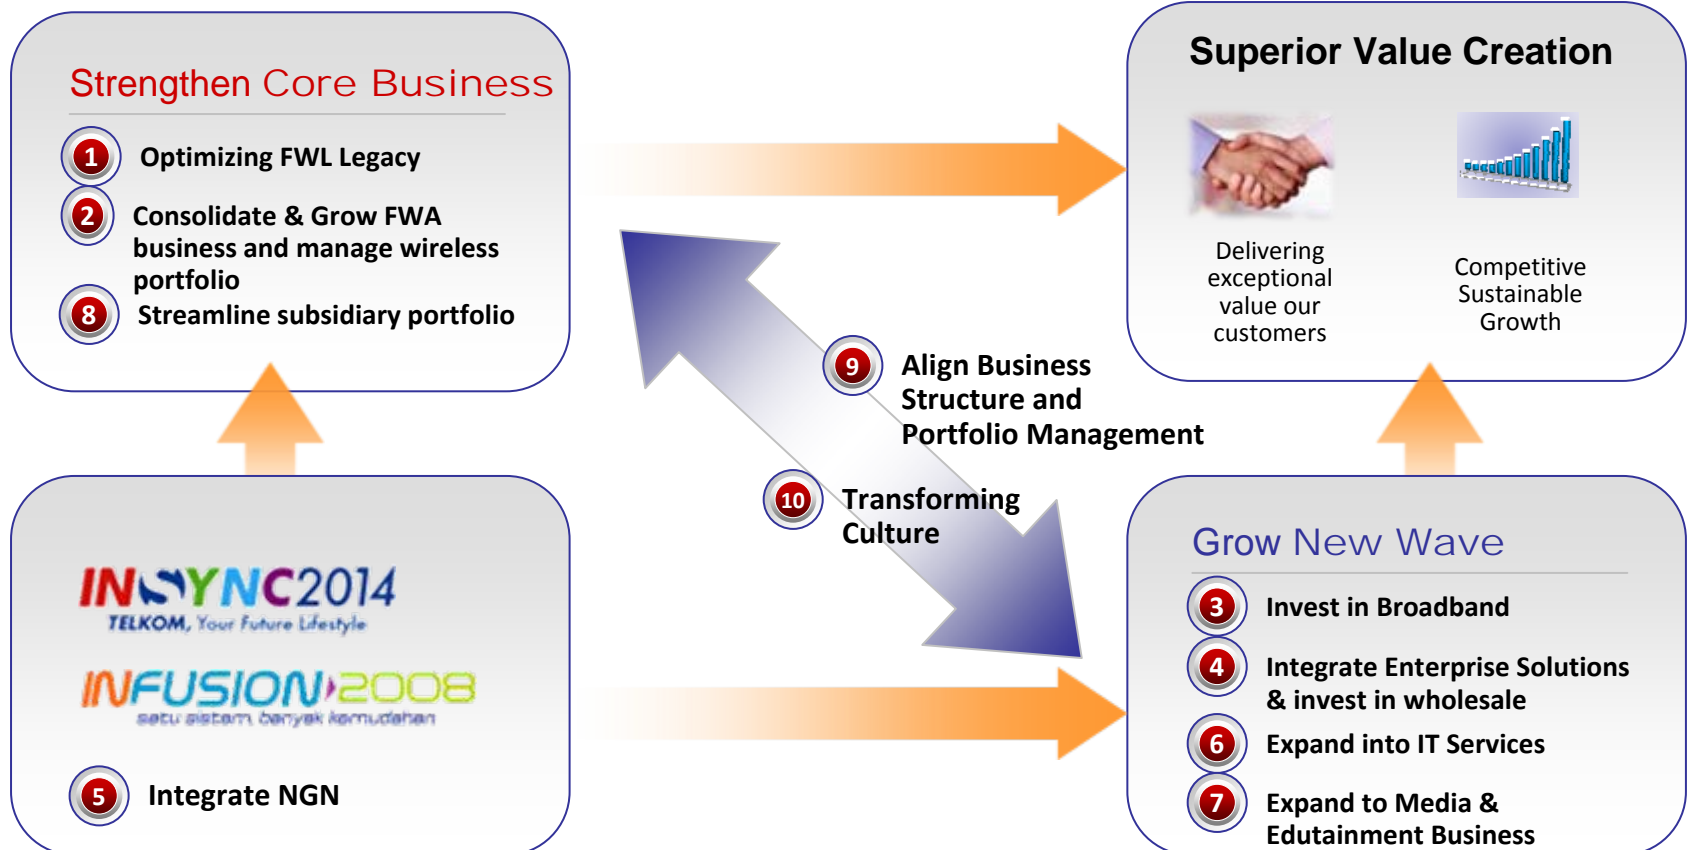 Strengthen Core Business
1 Optimizing FWL Legacy
2 Consolidate & Grow FWA
business and manage wireless
portfolio
8 Streamline subsidiary portfolio
Superior Value Creation
Delivering
exceptional
value our
customers
Competitive
Sustainable
Growth
9 Align Business
Structure and
Portfolio Management
10 Transforming
Culture
INSYNC2014
TELKOM, Your Future Lifestyle
INFUSION 2008
satu sistem, banyak kemudahan
5 Integrate NGN
Grow New Wave
3 Invest in Broadband
4 Integrate Enterprise Solutions
& invest in wholesale
6 Expand into IT Services
7 Expand to Media &
Edutainment Business